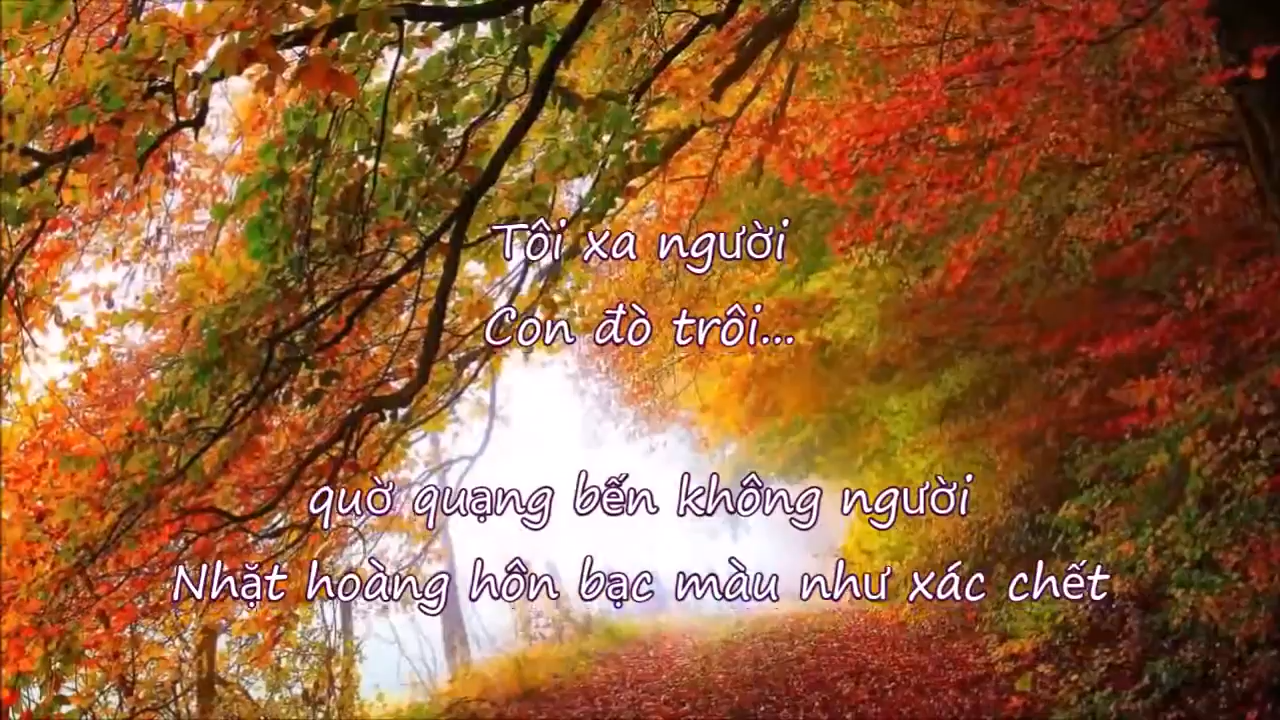 Tôi xa người
Con đò trôi...
quờ quạng bến không người
Nhặt hoàng hôn bạc màu như xác chết